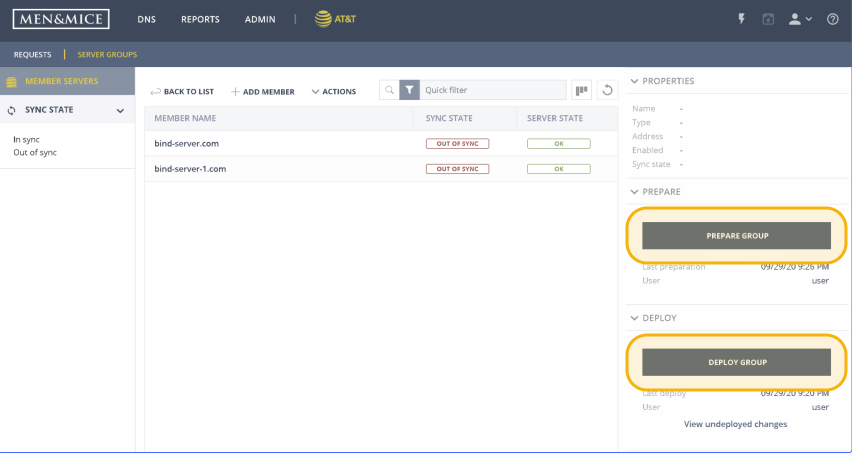 MEN&MICE DNS REPORTS ADMIN AT&T
REQUESTS SERVER GROUPS
MEMBER SERVERS
SYNC STATE
In sync
Out of sync
BACK TO LIST ADD MEMBER ACTIONS Quick filter
MEMBER NAME SYNC STATE SERVER STATE
bind-server.com OUT OF SYNC OK
bind-server-1.com OUT OF SYNC OK
PROPERTIES
Name -
Type -
Address -
Enabled -
Sync state -
PREPARE
PREPARE GROUP
Last preparation 09/29/20 9:26 PM
User user
DEPLOY
DEPLOY GROUP
Last deploy 09/29/20 9:20 PM
User user
View undeployed changes